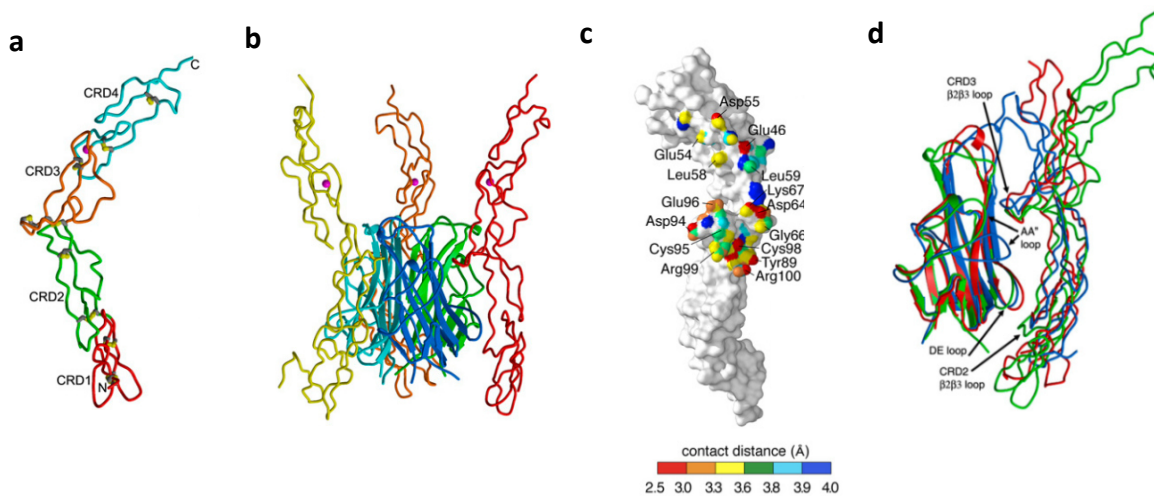 a
CRD4
C
CRD3
CRD2
CRD1
N
b
c
Asp55
Glu46
Glu54
Leu58
Leu59
Lys67
Glu96
Asp64
Asp94
Gly66
Cys95
Cys98
Tyr89
Arg99
Arg100
contact distance (Å)
2.5 3.0 3.3 3.6 3.8 3.9 4.0
d
CRD3
β2β3 loop
AA"
loop
DE loop
CRD2
β2β3 loop